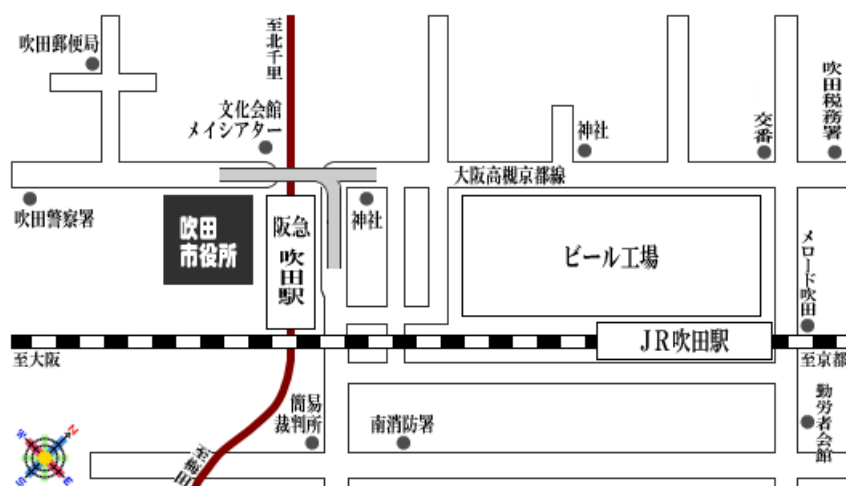 至北千里
吹田郵便局
文化会館
メイシアター
神社
交番
吹田税務署
大阪高槻京都線
吹田警察署
吹田
市役所
阪急
吹田駅
神社
ビール工場
メロード吹田
JR吹田駅
至大阪
至京都
簡易
裁判所
南消防署
勤労者会館
N
W
S
E